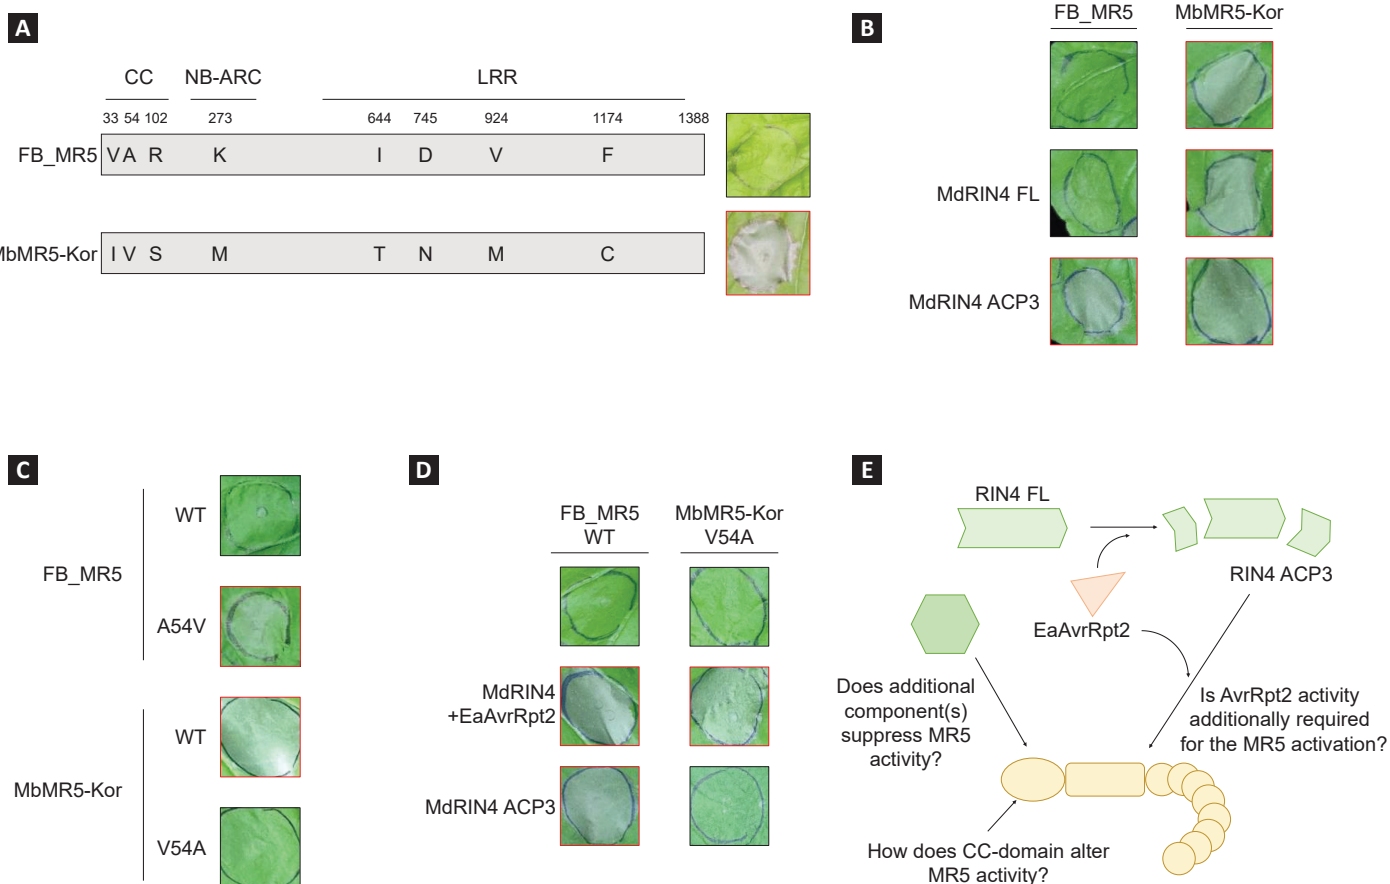 A
CC NB-ARC LRR
33 54 102 273 644 745 924 1174 1388
FB_MR5 V A R K I D V F
MbMR5-Kor I V S M T N M C
B
FB_MR5 MbMR5-Kor
MdRIN4 FL
MdRIN4 ACP3
C
FB_MR5
WT
A54V
MbMR5-Kor
WT
V54A
D
FB_MR5 MbMR5-Kor
WT V54A
MdRIN4
+EaAvrRpt2
MdRIN4 ACP3
E
RIN4 FL
RIN4 ACP3
EaAvrRpt2
Does additional
component(s)
suppress MR5
activity?
Is AvrRpt2 activity
additionally required
for the MR5 activation?
How does CC-domain alter
MR5 activity?